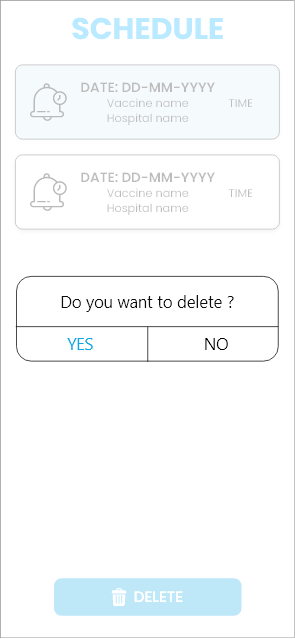 SCHEDULE
DATE: DD-MM-YYYY
Vaccine name TIME
Hospital name
DATE: DD-MM-YYYY
Vaccine name TIME
Hospital name
Do you want to delete ?
YES NO
DELETE